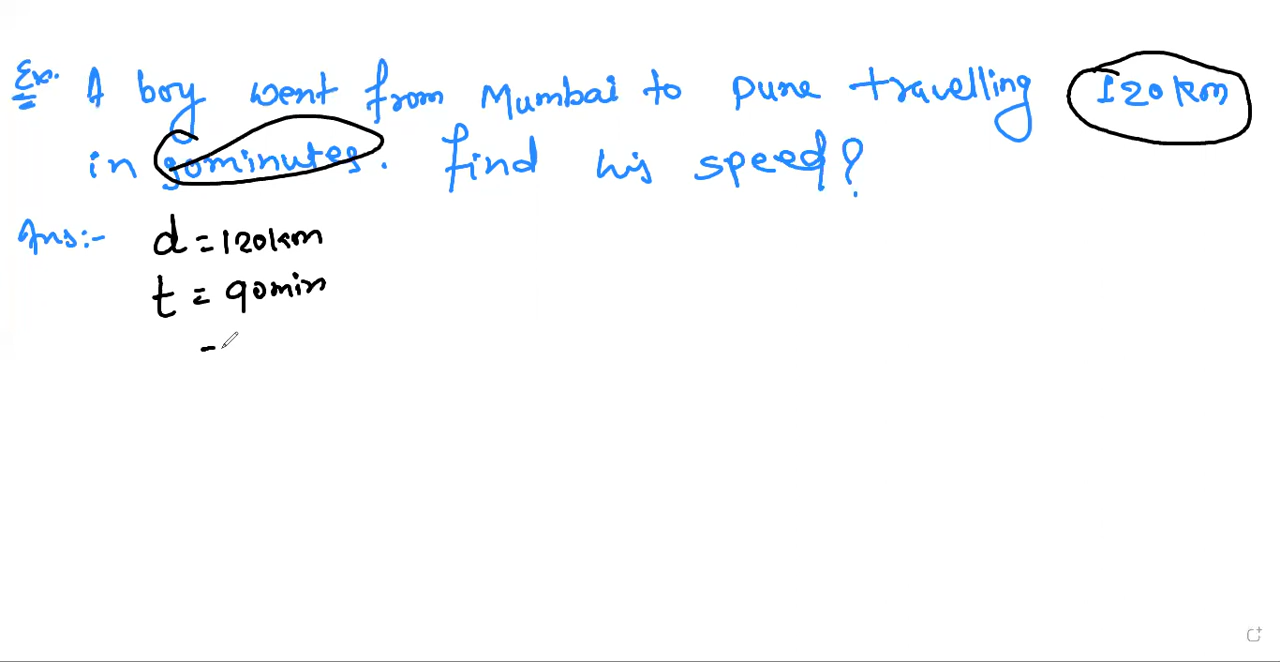 Ex. A boy went from Mumbai to pune travelling 120 km
in 90minutes. find his speed?
Ans:- d = 120km
t = 90min